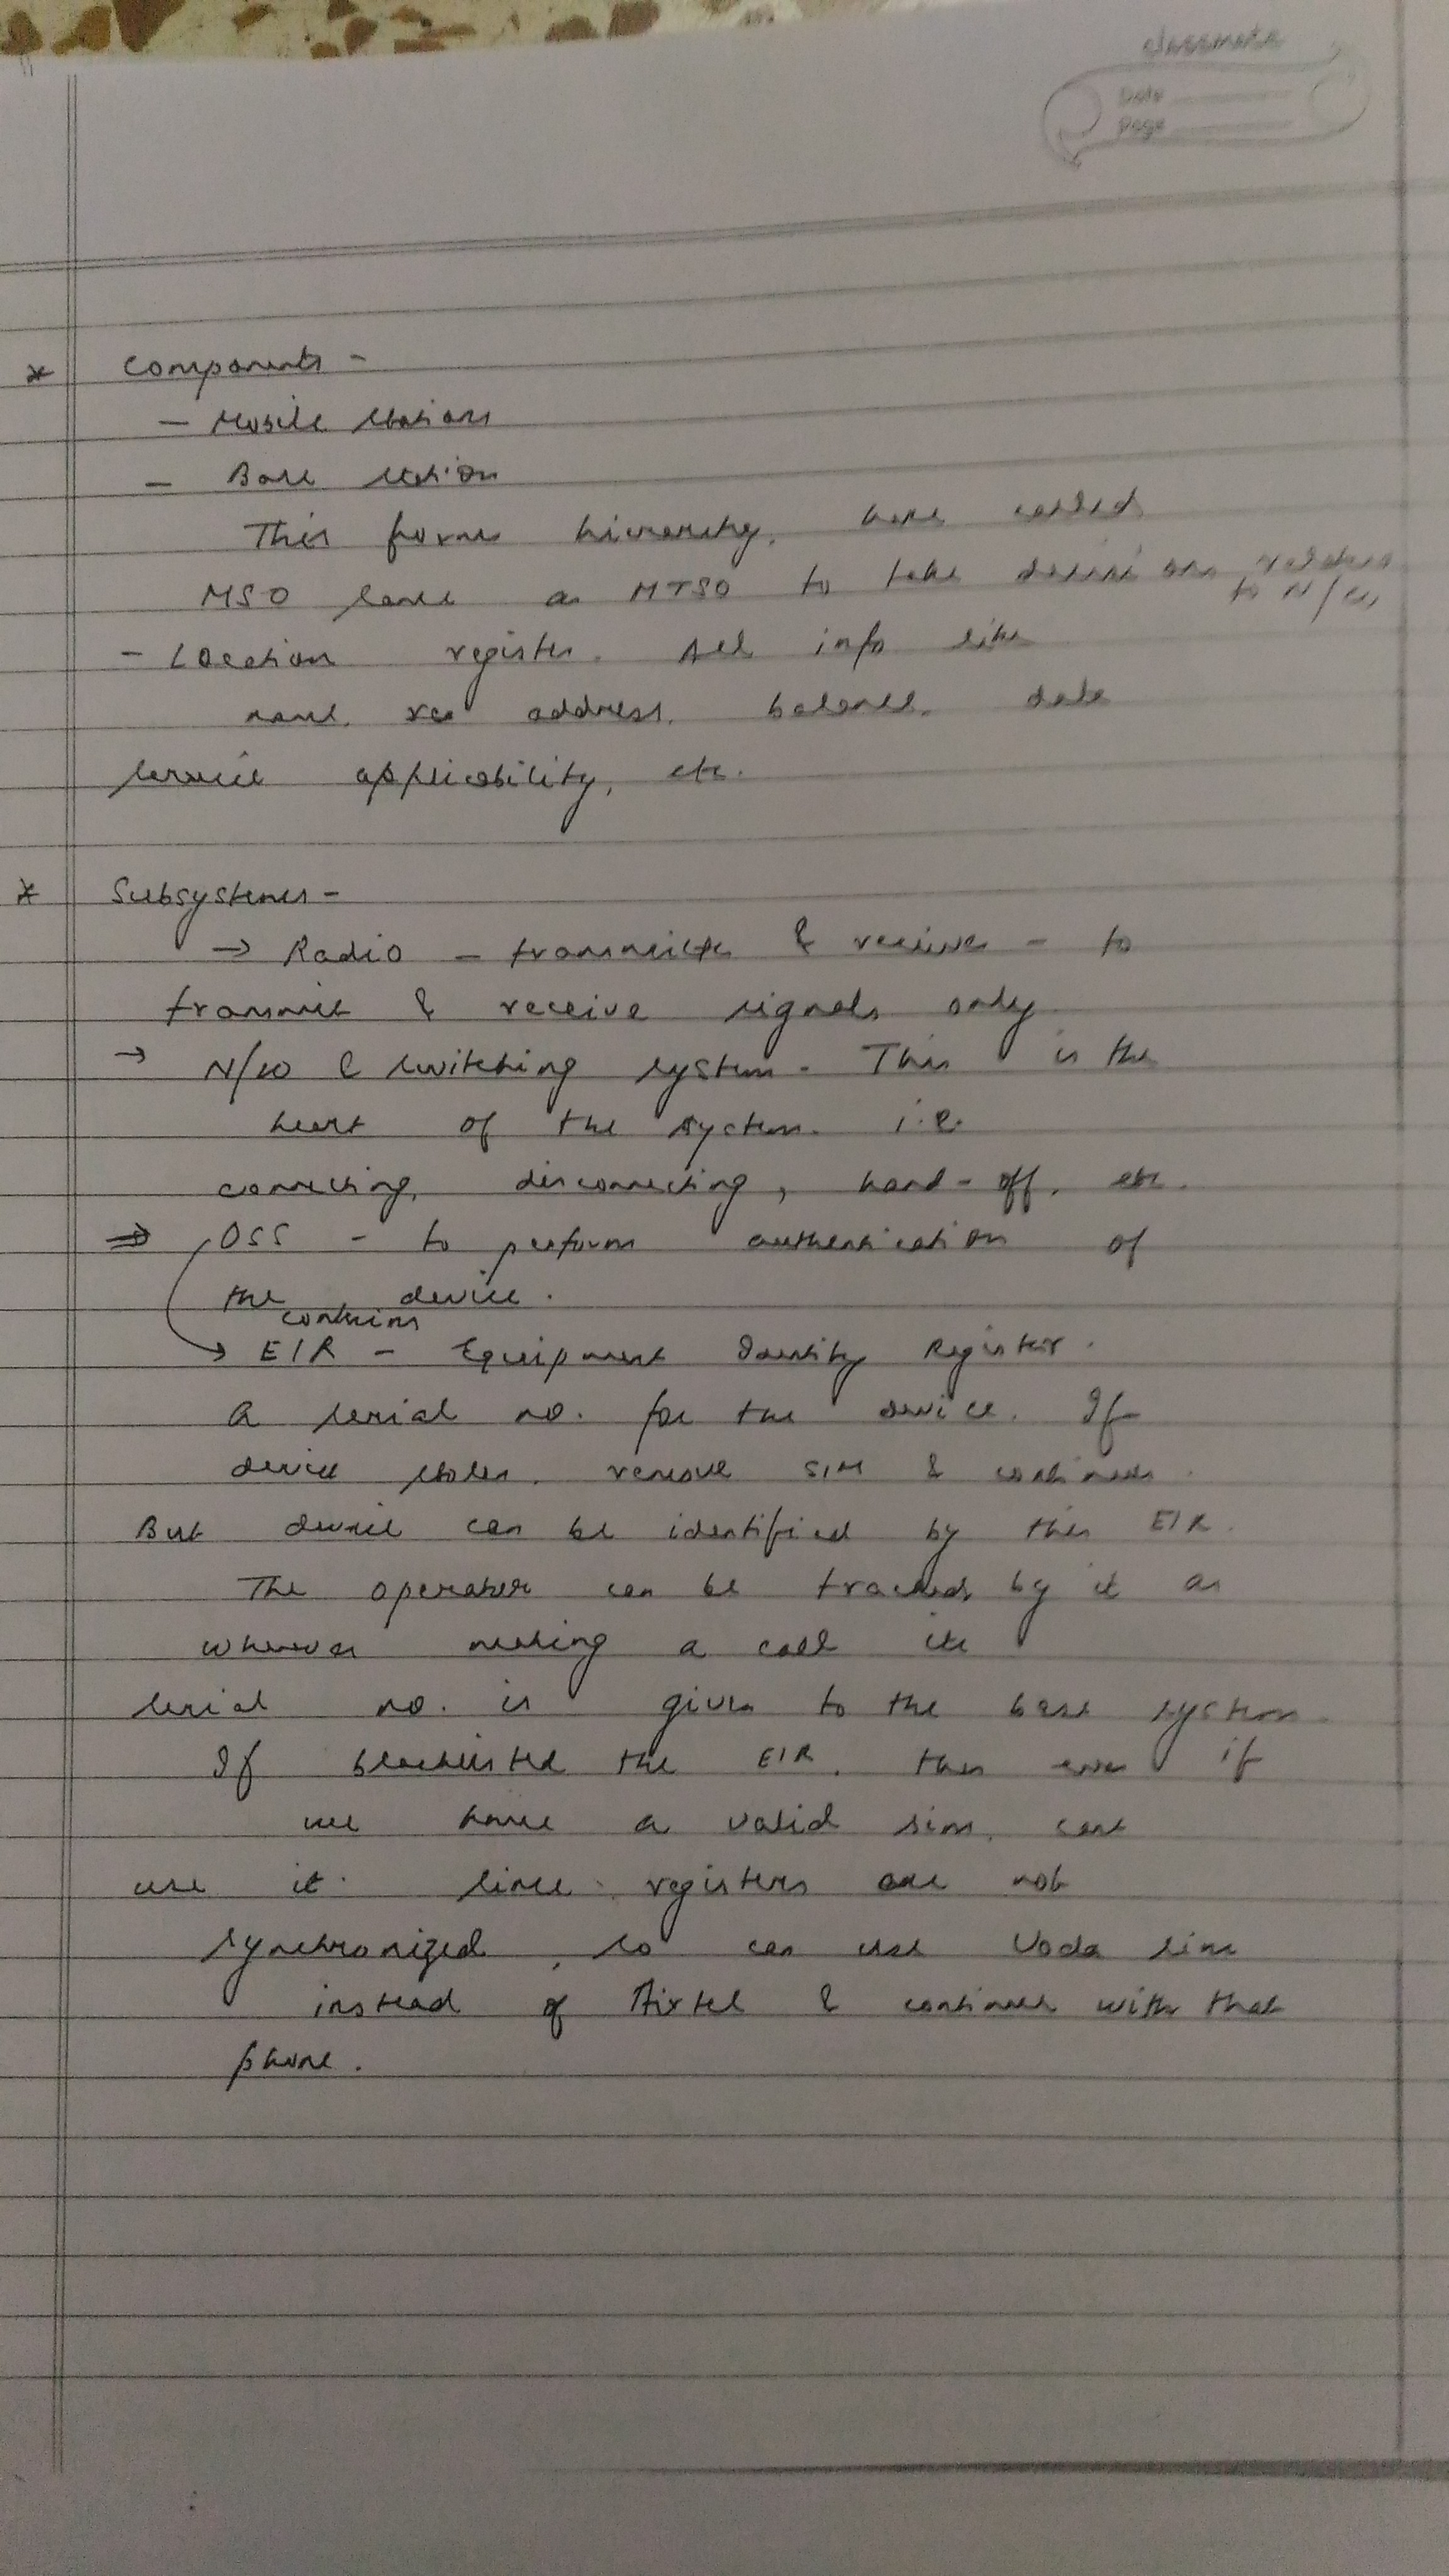 classmate
Date
Page
* Components -
- Mobile stations
- Base station
This forms hierarchy. here called
MSO same as MTSO to take decisions related
to N/w,
- Location register. All info like
name, res address, balance, date
service applicability, etc.
* Subsystems -
→ Radio - transmitter & receiver - to
transmit & receive signals only
→ N/w & switching system. This is the
heart of the system. i.e.
connecting, disconnecting, hand-off, etc.
⇒ OSS - to perform authentication of
the device.
contains
→ EIR - Equipment Identity Register.
A serial no. for the device. If
device stolen, remove SIM & continues.
But device can be identified by this EIR.
The operator can be tracked by it as
whenever making a call its
serial no. is given to the base system.
If blacklisted the EIR, then even if
we have a valid sim, cant
use it. Since registers are not
synchronized, so can use Voda sim
instead of Airtel & continue with that
phone.